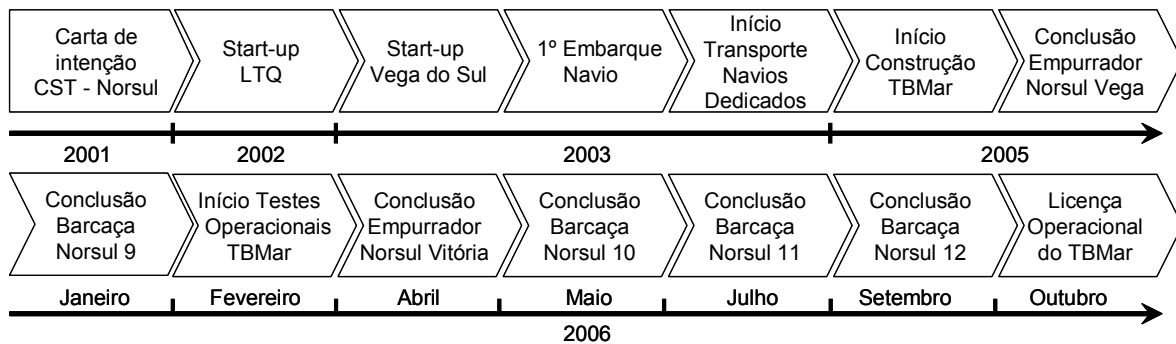 Carta de
intenção
CST - Norsul
Start-up
LTQ
Start-up
Vega do Sul
1º Embarque
Navio
Início
Transporte
Navios
Dedicados
Início
Construção
TBMar
Conclusão
Empurrador
Norsul Vega
2001
2002
2003
2005
Conclusão
Barcaça
Norsul 9
Início Testes
Operacionais
TBMar
Conclusão
Empurrador
Norsul Vitória
Conclusão
Barcaça
Norsul 10
Conclusão
Barcaça
Norsul 11
Conclusão
Barcaça
Norsul 12
Licença
Operacional
do TBMar
Janeiro
Fevereiro
Abril
Maio
Julho
Setembro
Outubro
2006